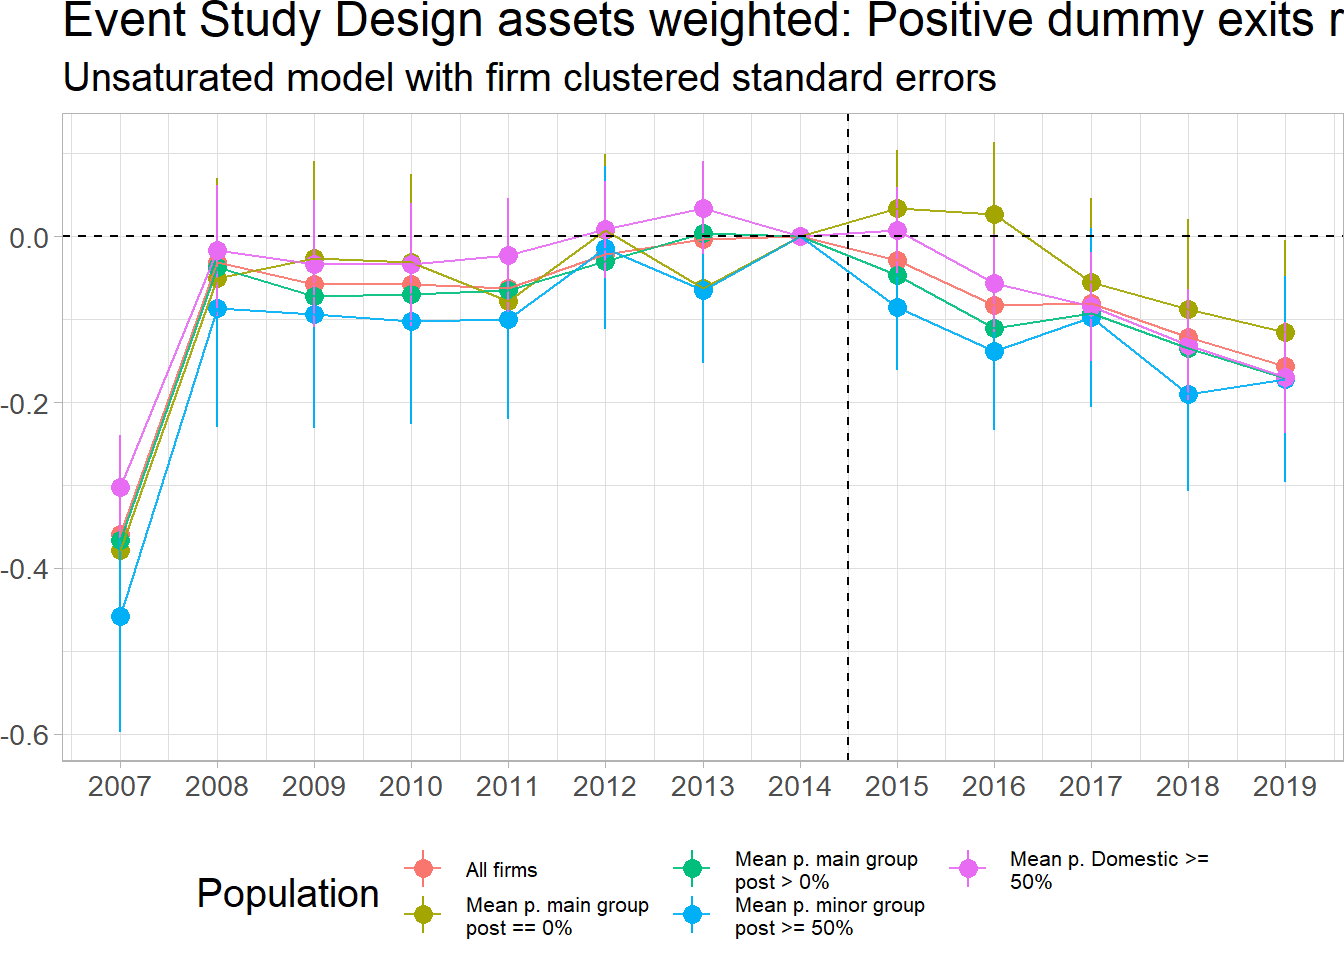 Event Study Design assets weighted: Positive dummy exits
Unsaturated model with firm clustered standard errors
0.0
-0.2
-0.4
-0.6
2007 2008 2009 2010 2011 2012 2013 2014 2015 2016 2017 2018 2019
Population
All firms
Mean p. main group
post == 0%
Mean p. main group
post > 0%
Mean p. minor group
post >= 50%
Mean p. Domestic >=
50%